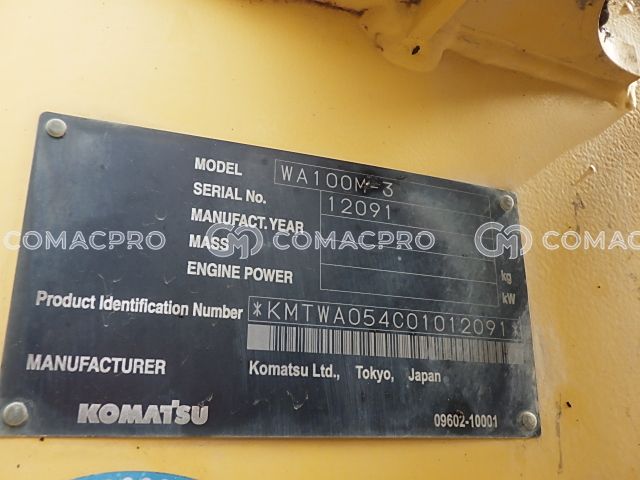 MODEL WA100M-3
SERIAL No. 12091
MANUFACT.YEAR
MASS kg
ENGINE POWER kW
Product Identification Number *KMTWA054C01012091*
MANUFACTURER Komatsu Ltd., Tokyo, Japan
KOMATSU 09602-10001
COMACPRO COMACPRO COMACPRO